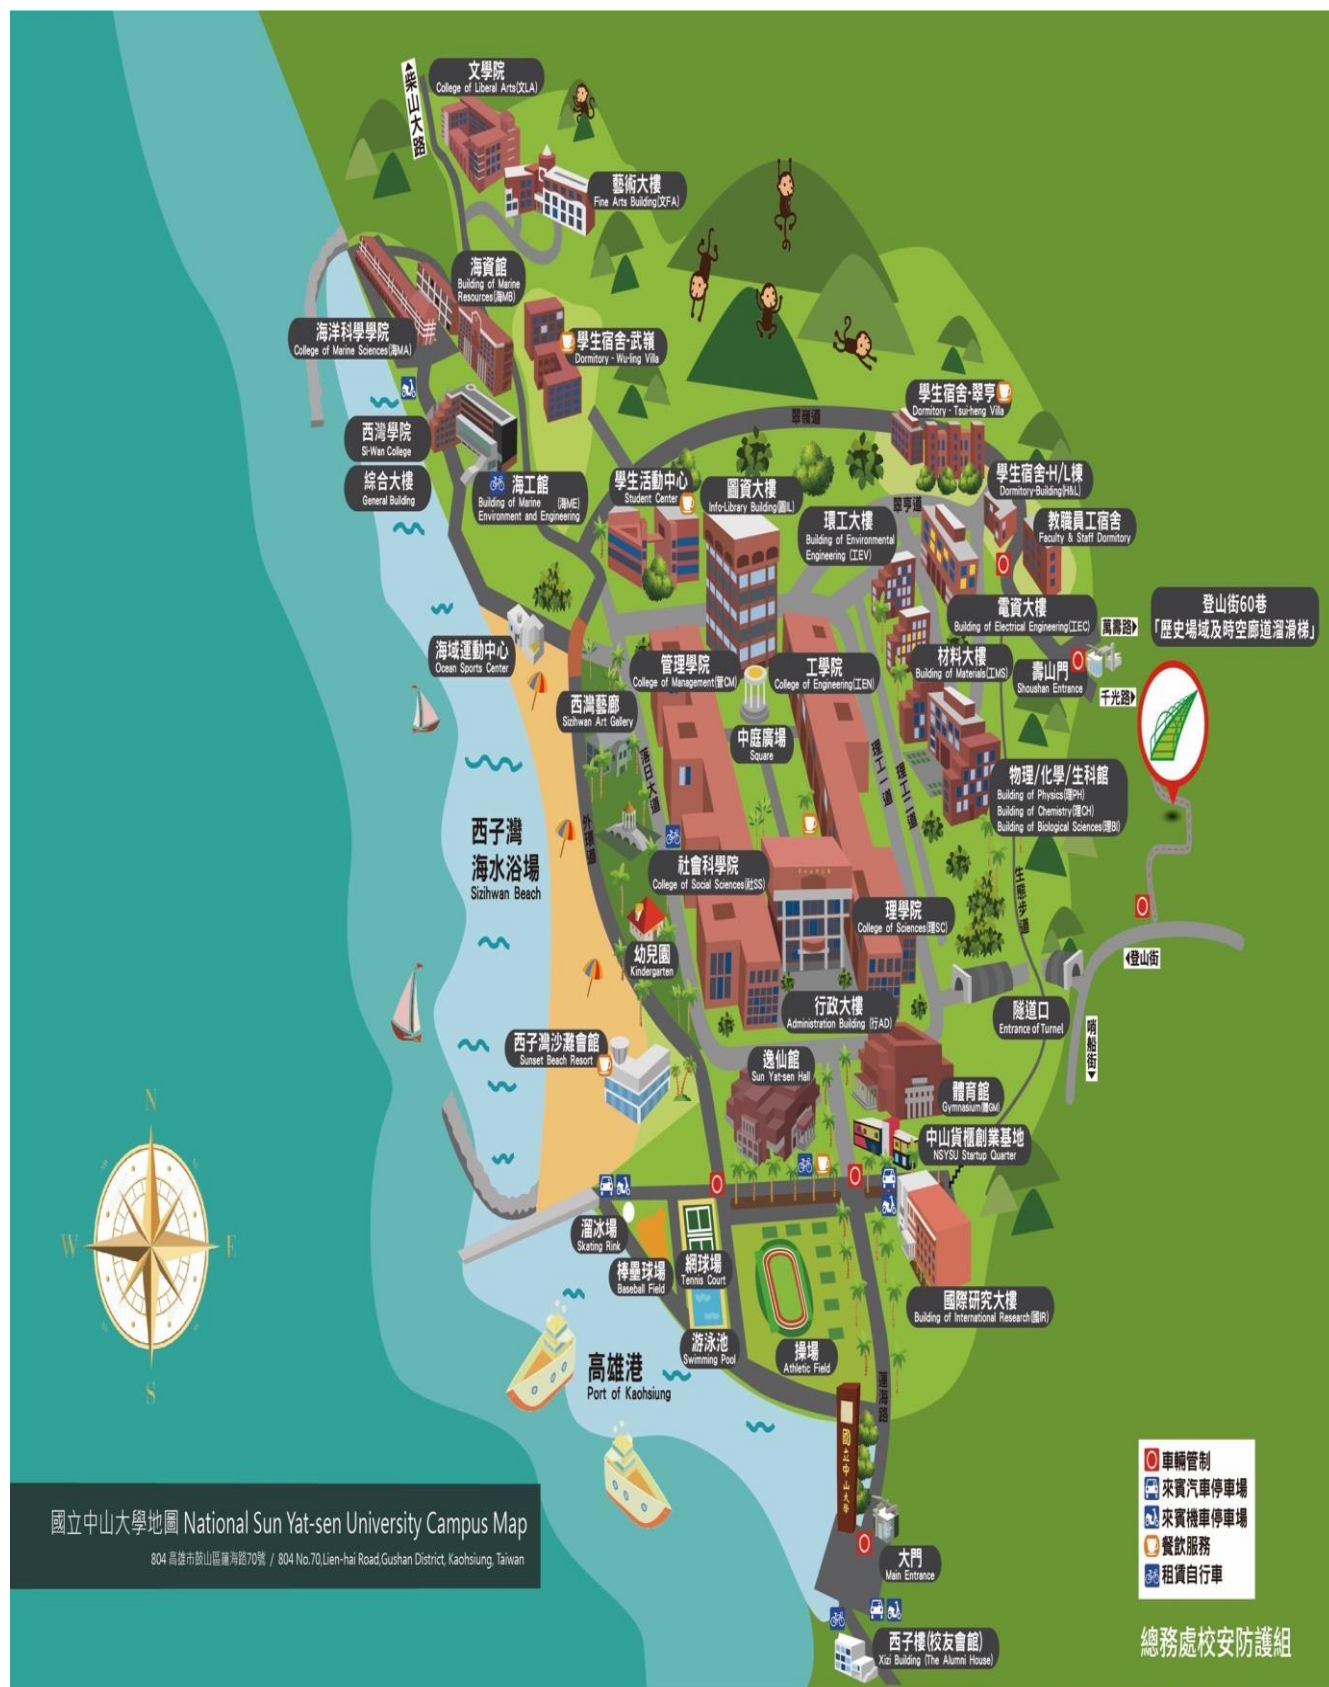 柴山大路
文學院
College of Liberal Arts(文LA)
藝術大樓
Fine Arts Building(文FA)
海資館
Building of Marine
Resources(海MB)
海洋科學學院
College of Marine Sciences(海MA)
學生宿舍-武嶺
Dormitory - Wu-ling Villa
學生宿舍-翠亨
Dormitory - Tsui-heng Villa
翠嶺道
西灣學院
Si-Wan College
綜合大樓
General Building
海工館
Building of Marine (海ME)
Environment and Engineering
學生活動中心
Student Center
圖資大樓
Info-Library Building(圖IL)
學生宿舍-H/L棟
Dormitory-Building(H&L)
翠亨道
環工大樓
Building of Environmental
Engineering (工EV)
教職員工宿舍
Faculty & Staff Dormitory
電資大樓
Building of Electrical Engineering(工EC)
萬壽路
登山街60巷
「歷史場域及時空廊道溜滑梯」
海域運動中心
Ocean Sports Center
管理學院
College of Management(管CM)
工學院
College of Engineering(工EN)
材料大樓
Building of Materials(工MS)
壽山門
Shoushan Entrance
千光路
西灣藝廊
Sizihwan Art Gallery
中庭廣場
Square
落日大道
理工一道
理工二道
物理/化學/生科館
Building of Physics(理PH)
Building of Chemistry(理CH)
Building of Biological Sciences(理BI)
西子灣
海水浴場
Sizihwan Beach
外環道
社會科學院
College of Social Sciences(社SS)
生態步道
理學院
College of Sciences(理SC)
幼兒園
Kindergarten
登山街
行政大樓
Administration Building (行AD)
隧道口
Entrance of Tunnel
哨船街
西子灣沙灘會館
Sunset Beach Resort
逸仙館
Sun Yat-sen Hall
體育館
Gymnasium(體GM)
中山貨櫃創業基地
NSYSU Startup Quarter
N
W
E
S
溜冰場
Skating Rink
棒壘球場
Baseball Field
網球場
Tennis Court
國際研究大樓
Building of International Research(國IR)
游泳池
Swimming Pool
操場
Athletic Field
高雄港
Port of Kaohsiung
國立中山大學
大門
Main Entrance
西子樓(校友會館)
Xizi Building (The Alumni House)
國立中山大學地圖 National Sun Yat-sen University Campus Map
804 高雄市鼓山區蓮海路70號 / 804 No.70,Lien-hai Road,Gushan District, Kaohsiung, Taiwan
車輛管制
來賓汽車停車場
來賓機車停車場
餐飲服務
租賃自行車
總務處校安防護組